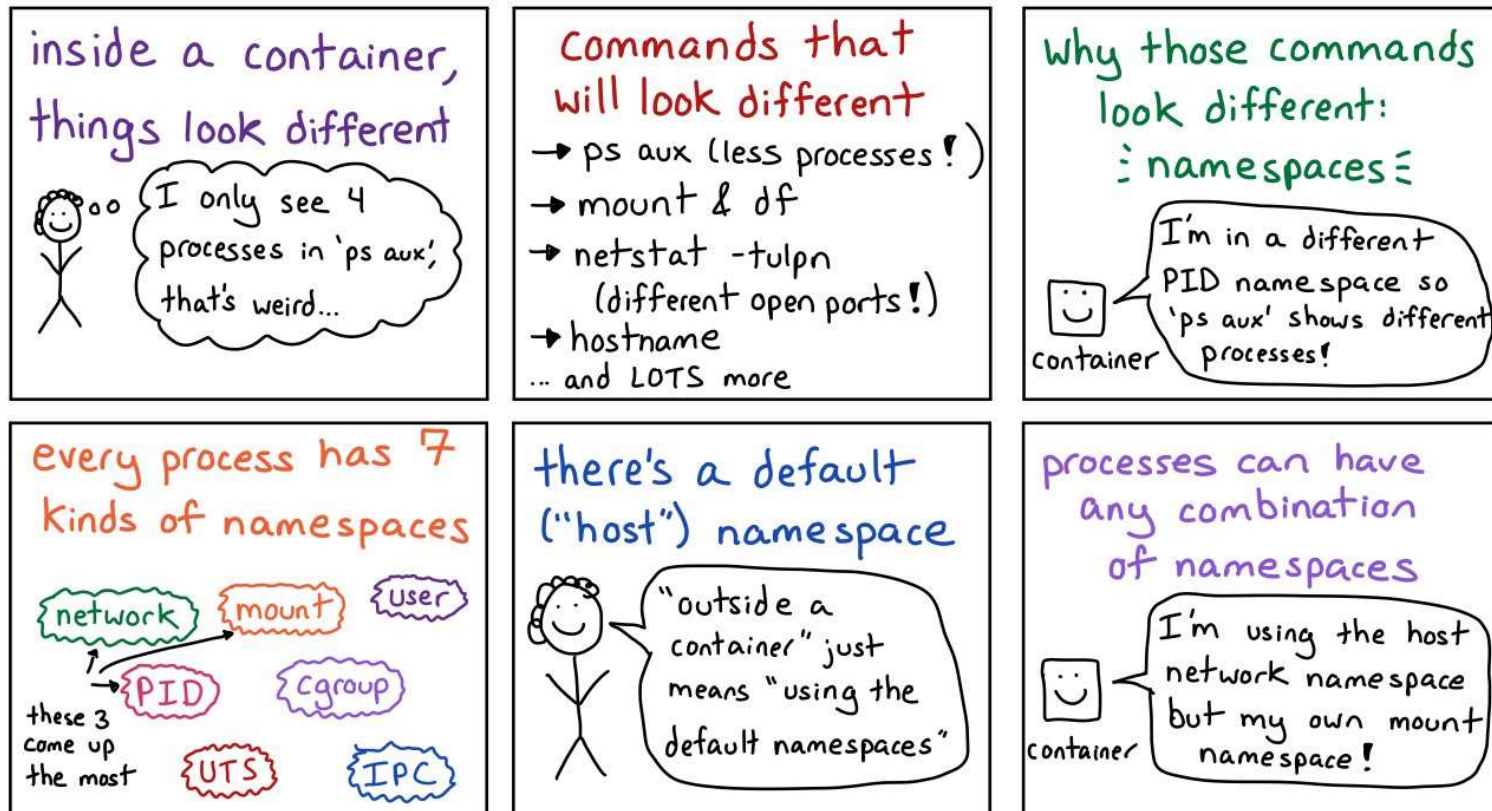 inside a container,
things look different
I only see 4
processes in 'ps aux',
that's weird...
Commands that
will look different
→ ps aux (less processes!)
→ mount & df
→ netstat -tulpn
(different open ports!)
→ hostname
... and LOTS more
why those commands
look different:
namespaces
I'm in a different
PID namespace so
'ps aux' shows different
processes!
container
every process has 7
kinds of namespaces
network
mount
user
PID
cgroup
these 3
come up
the most
UTS
IPC
there's a default
("host") namespace
"outside a
container" just
means "using the
default namespaces"
processes can have
any combination
of namespaces
I'm using the host
network namespace
but my own mount
namespace!
container